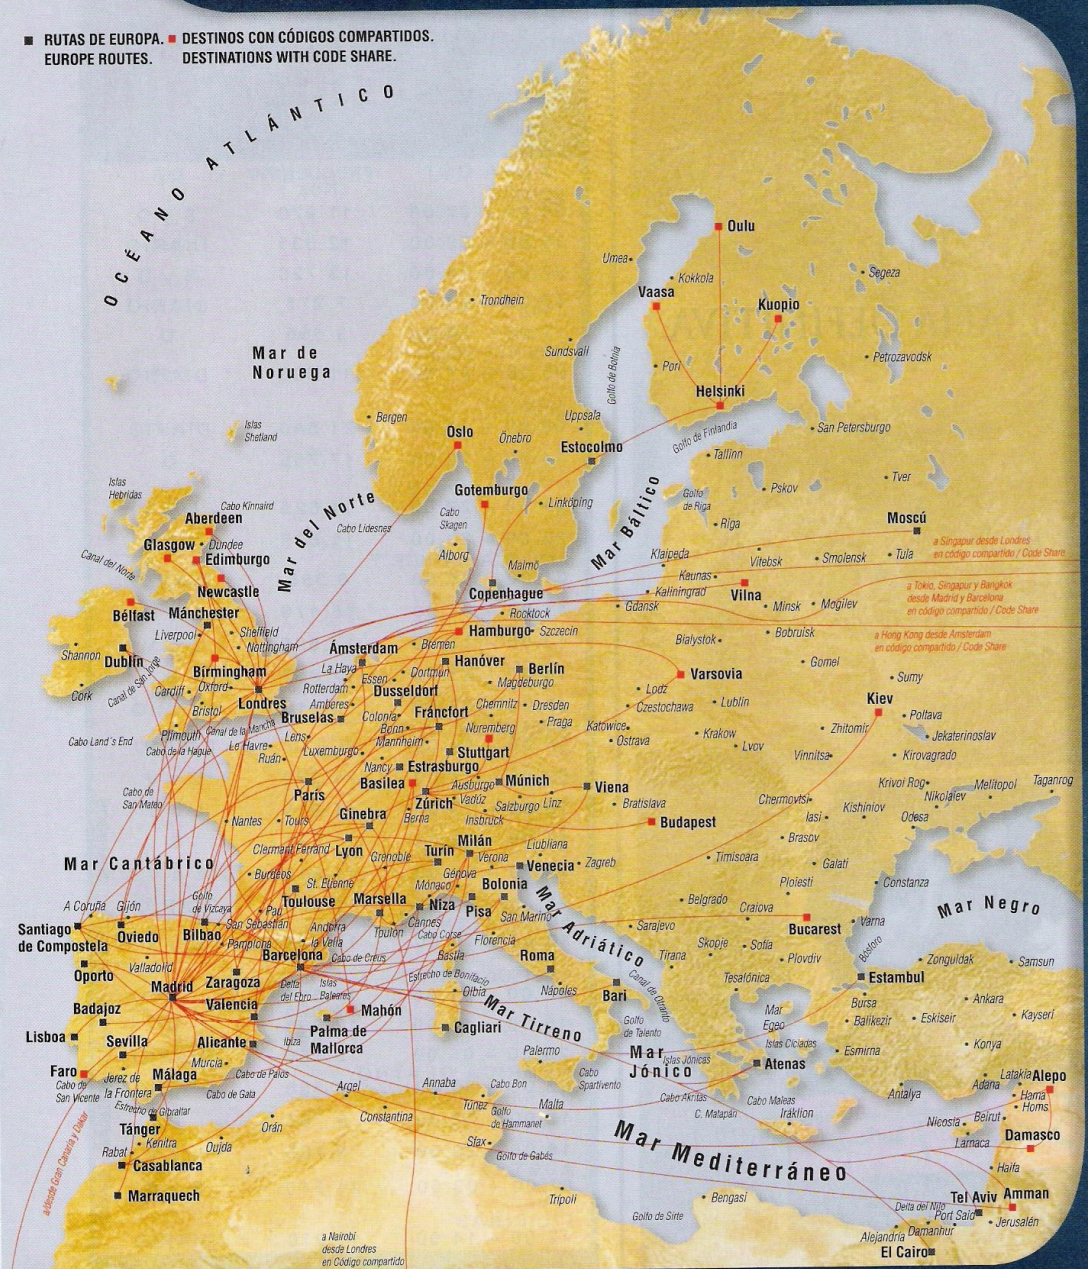 RUTAS DE EUROPA. DESTINOS CON CÓDIGOS COMPARTIDOS.
EUROPE ROUTES. DESTINATIONS WITH CODE SHARE.
OCÉANO ATLÁNTICO
Oulu
Umea
Kokkola
Segeza
Vaasa
Kuopio
Trondhein
Mar de
Noruega
Sundsvall
Golfo de Botnia
Pori
Petrozavodsk
Helsinki
Bergen
Uppsala
Islas
Shetland
Oslo
Önebro
Estocolmo
Golfo de Finlandia
San Petersburgo
Tallinn
Tver
Islas
Hebridas
Cabo Kinnaird
Gotemburgo
Linköping
Pskov
Golfo
de Riga
Mar del Norte
Cabo Lidesnes
Cabo
Skagen
Mar Báltico
Aberdeen
Riga
Moscú
Glasgow
Dundee
Edimburgo
Canal del Norte
Alborg
Malmö
Klaipeda
Vitebsk
Smolensk
Tula
a Singapur desde Londres
en código compartido / Code Share
Newcastle
Copenhague
Kaunas
Kaliningrad
Vilna
a Tokio, Singapur y Bangkok
desde Madrid y Barcelona
en código compartido / Code Share
Bélfast
Mánchester
Rocktock
Gdansk
Minsk
Mogilev
Liverpool
Sheffield
Nottingham
Hamburgo
Szczecin
Bialystok
Bobruisk
a Hong Kong desde Amsterdam
en código compartido / Code Share
Shannon
Dublín
Ámsterdam
Bremen
Birmingham
La Haya
Hanóver
Berlín
Gomel
Cork
Canal de San Jorge
Cardiff
Oxford
Rotterdam
Essen
Dortmun
Magdeburgo
Varsovia
Sumy
Londres
Dusseldorf
Lodz
Bristol
Amberes
Chemnitz
Dresden
Czestochawa
Lublin
Kiev
Plimouth
Canal de la Mancha
Bruselas
Colonia
Fráncfort
Praga
Poltava
Cabo Land´s End
Cabo de la Hague
Le Havre
Lens
Bonn
Nuremberg
Katowice
Krakow
Zhitomir
Jekaterinoslav
Ruán
Luxemburgo
Mannheim
Stuttgart
Ostrava
Lvov
Vinnitsa
Kirovagrado
Nancy
Estrasburgo
Cabo de
San Mateo
París
Basilea
Ausburgo
Múnich
Viena
Krivoi Rog
Melitopol
Taganrog
Zúrich
Vadúz
Salzburgo
Linz
Bratislava
Chernovtsi
Kishiniov
Nikolaiev
Nantes
Tours
Ginebra
Berna
Insbruck
Budapest
Iasi
Odesa
Clermont Ferrand
Lyon
Milán
Liubliana
Brasov
Mar Cantábrico
Grenoble
Turín
Verona
Venecia
Zagreb
Timisoara
Galati
Burdeos
St. Etienne
Génova
Mónaco
Bolonia
Ploiesti
Constanza
A Coruña
Gijón
Golfo
de Vizcaya
Toulouse
Marsella
Niza
Pisa
Mar Adriático
Belgrado
Craiova
Mar Negro
Pau
San Marino
Santiago
de Compostela
Oviedo
Bilbao
San Sebastián
Cannes
Toulon
Cabo Corse
Sarajevo
Bucarest
Varna
Pamplona
Andorra
la Vella
Florencia
Skopje
Sofía
Bósforo
Oporto
Valladolid
Barcelona
Cabo de Creus
Bastia
Roma
Tirana
Plovdiv
Zonguldak
Samsun
Madrid
Zaragoza
Delta
del Ebro
Islas
Baleares
Estrecho de Bonifacio
Olbia
Nápoles
Bari
Canal de Otranto
Tesalónica
Estambul
Badajoz
Valencia
Mahón
Mar Tirreno
Mar
Egeo
Bursa
Ankara
Lisboa
Sevilla
Alicante
Ibiza
Palma de
Mallorca
Cagliari
Golfo
de Talento
Balikezir
Eskiseir
Kayseri
Islas Cicladas
Murcia
Palermo
Mar
Jónico
Islas Jónicas
Atenas
Esmirna
Konya
Faro
Cabo de
San Vicente
Jerez de
la Frontera
Málaga
Cabo de Palos
Cabo de Gata
Cabo
Spartivento
Cabo Bon
Argel
Annaba
Latakia
Alepo
Adana
Antalya
Hama
Homs
Estrecho de Gibraltar
Constantina
Túnez
Malta
Cabo Akritas
Cabo Maleas
C. Matapán
Iráklion
Tánger
Orán
Golfo
de Hammanet
Nicosia
Beirut
Kenitra
Rabat
Oujda
Sfax
Golfo de Gabés
Larnaca
Damasco
Mar Mediterráneo
Casablanca
Haifa
Marraquech
a/desde Gran Canaria y Dakar
Trípoli
Bengasi
Tel Aviv
Amman
Golfo de Sirte
Delta del Nilo
Port Said
Jerusalén
Damanhur
Alejandría
El Cairo
a Nairobi
desde Londres
en Código compartido